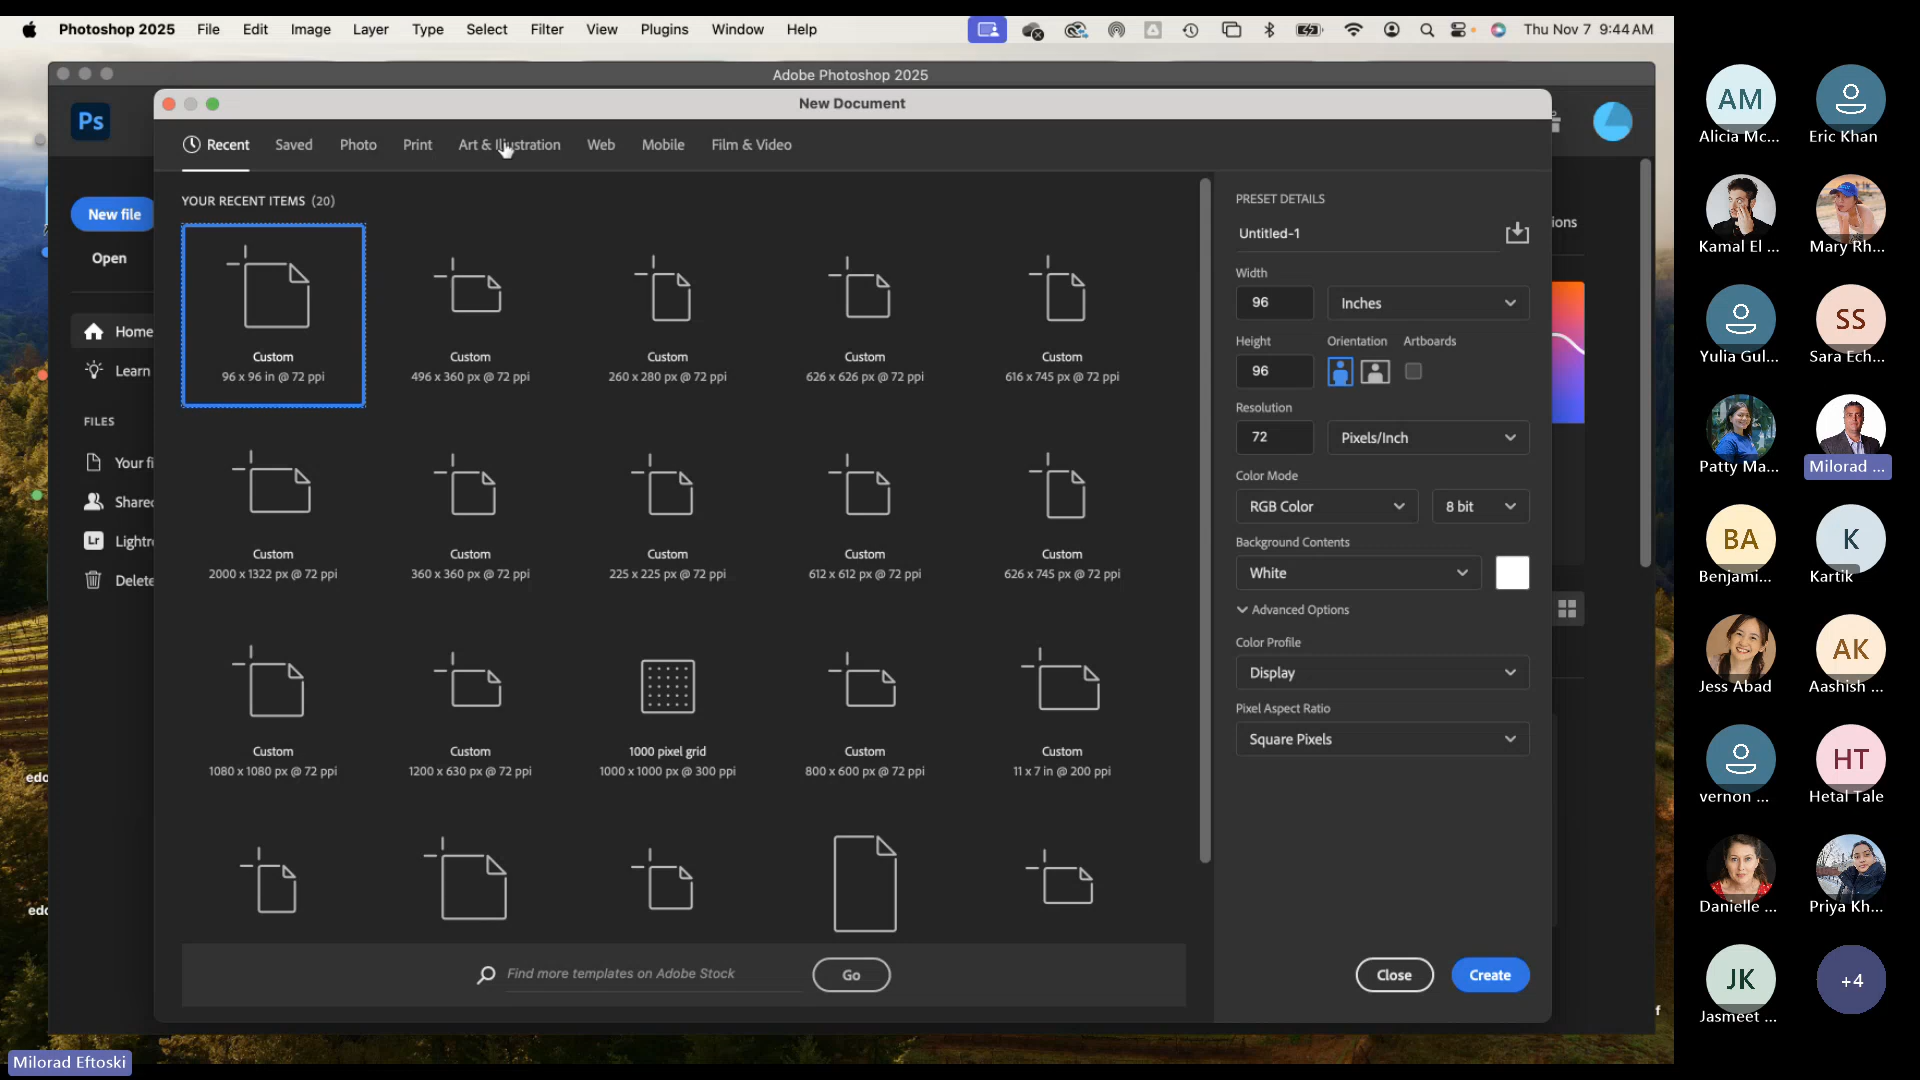 Photoshop 2025 File Edit Image Layer Type Select Filter View Plugins Window Help Thu Nov 7 9:44 AM
Adobe Photoshop 2025
New Document
Ps
Recent Saved Photo Print Art & Illustration Web Mobile Film & Video
New file
Open
Home
Learn
FILES
Your fi
Shared
Lr Lightr
Delete
YOUR RECENT ITEMS (20)
Custom
96 x 96 in @ 72 ppi
Custom
496 x 360 px @ 72 ppi
Custom
260 x 280 px @ 72 ppi
Custom
626 x 626 px @ 72 ppi
Custom
616 x 745 px @ 72 ppi
Custom
2000 x 1322 px @ 72 ppi
Custom
360 x 360 px @ 72 ppi
Custom
225 x 225 px @ 72 ppi
Custom
612 x 612 px @ 72 ppi
Custom
626 x 745 px @ 72 ppi
Custom
1080 x 1080 px @ 72 ppi
Custom
1200 x 630 px @ 72 ppi
1000 pixel grid
1000 x 1000 px @ 300 ppi
Custom
800 x 600 px @ 72 ppi
Custom
11 x 7 in @ 200 ppi
Find more templates on Adobe Stock
Go
PRESET DETAILS
Untitled-1
Width
96 Inches
Height Orientation Artboards
96
Resolution
72 Pixels/Inch
Color Mode
RGB Color 8 bit
Background Contents
White
Advanced Options
Color Profile
Display
Pixel Aspect Ratio
Square Pixels
Close Create
ions
edo
edo
f
AM
Alicia Mc...
Eric Khan
Kamal El ...
Mary Rh...
Yulia Gul...
SS
Sara Ech...
Patty Ma...
Milorad ...
BA
Benjami...
K
Kartik
Jess Abad
AK
Aashish ...
vernon ...
HT
Hetal Tale
Danielle ...
Priya Kh...
JK
Jasmeet ...
+4
Milorad Eftoski